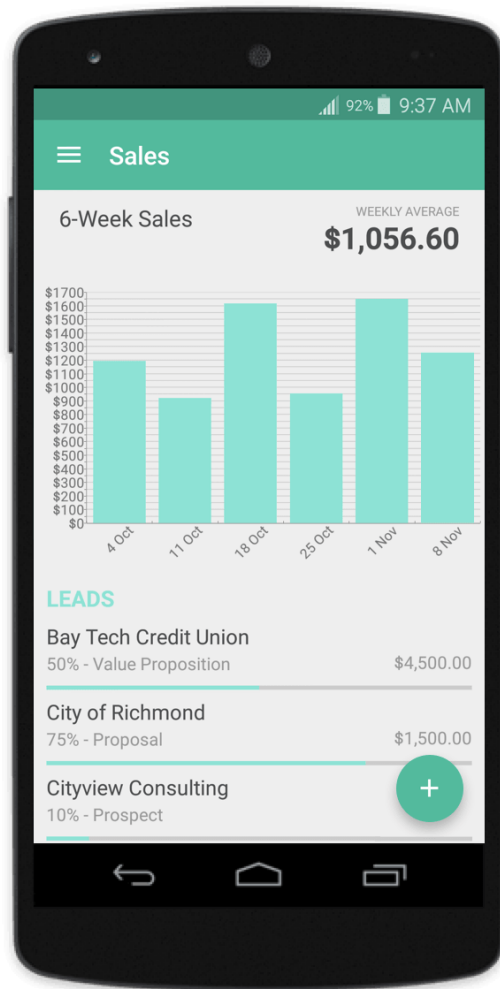 92% 9:37 AM
Sales
6-Week Sales
WEEKLY AVERAGE
$1,056.60
$1700
$1600
$1500
$1400
$1300
$1200
$1100
$1000
$900
$800
$700
$600
$500
$400
$300
$200
$100
$0
4 Oct
11 Oct
18 Oct
25 Oct
1 Nov
8 Nov
LEADS
Bay Tech Credit Union
50% - Value Proposition
$4,500.00
City of Richmond
75% - Proposal
$1,500.00
Cityview Consulting
10% - Prospect
+